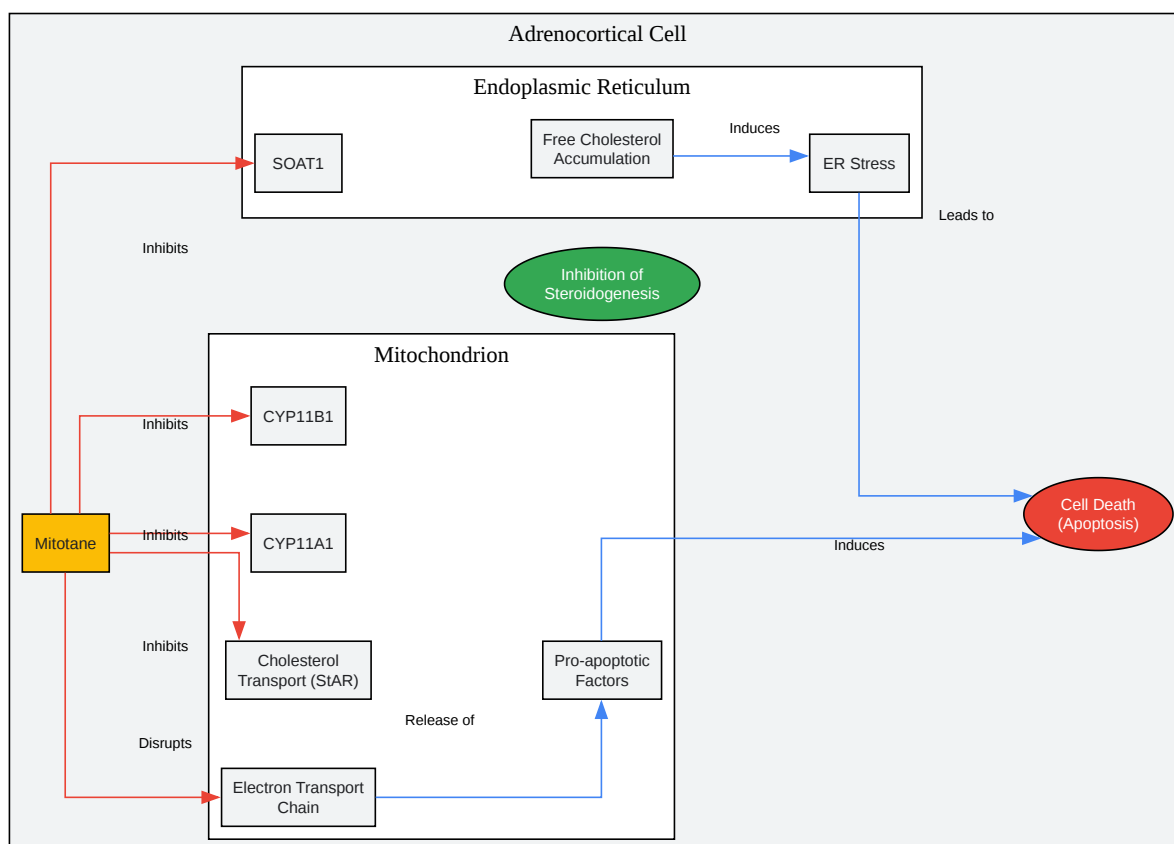 Adrenocortical Cell
Endoplasmic Reticulum
SOAT1
Free Cholesterol
Accumulation
Induces
ER Stress
Leads to
Inhibits
Inhibition of
Steroidogenesis
Mitochondrion
CYP11B1
Inhibits
Mitotane
Inhibits
CYP11A1
Cell Death
(Apoptosis)
Induces
Inhibits
Cholesterol
Transport (StAR)
Pro-apoptotic
Factors
Release of
Disrupts
Electron Transport
Chain